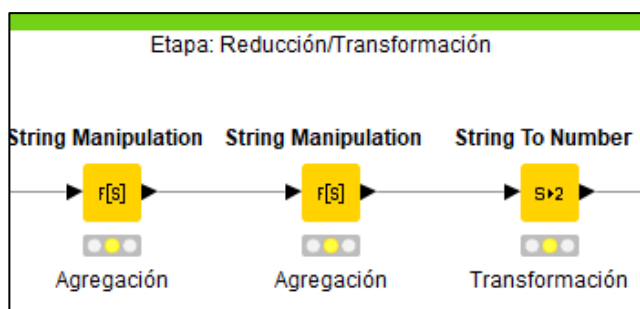 Etapa: Reducción/Transformación
String Manipulation String Manipulation String To Number
F[S] F[S] S▸2
Agregación Agregación Transformación